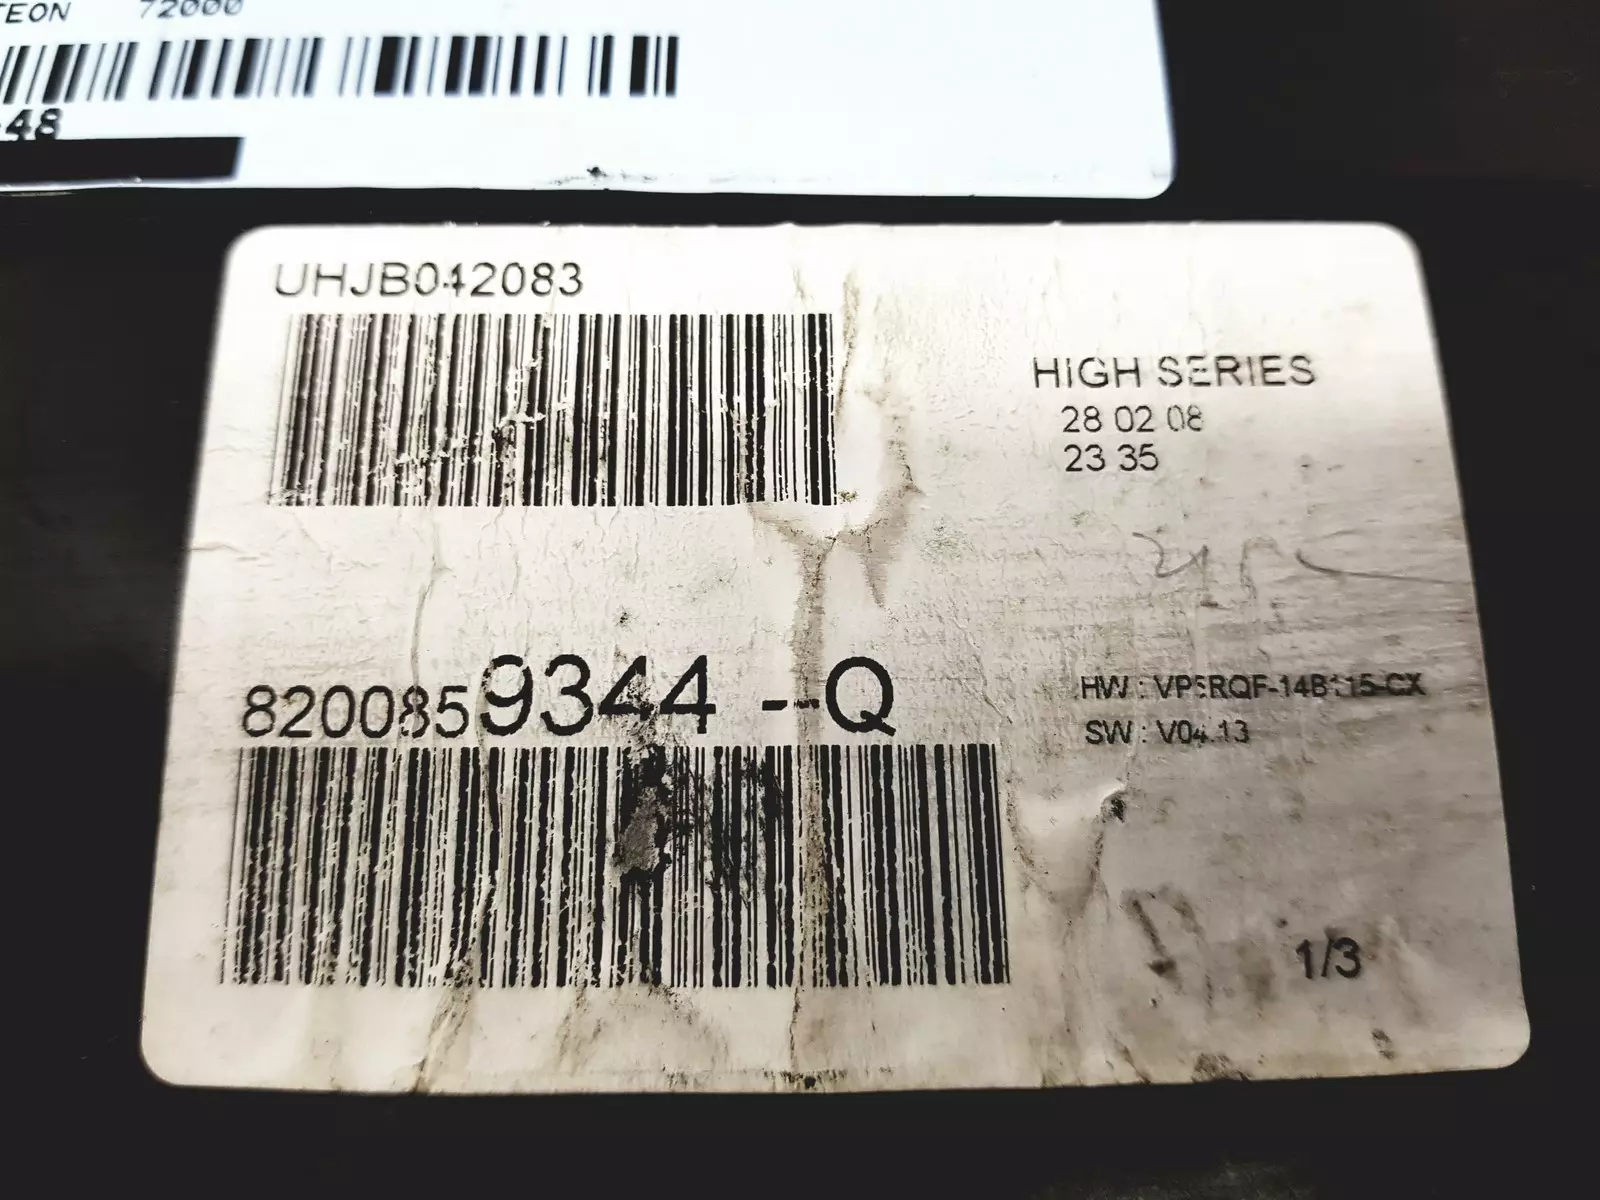 72000
-48
UHJB042083
HIGH SERIES
28 02 08
23 35
8200859344 --Q
HW : VP5RQF-14B115-CX
SW : V04.13
1/3